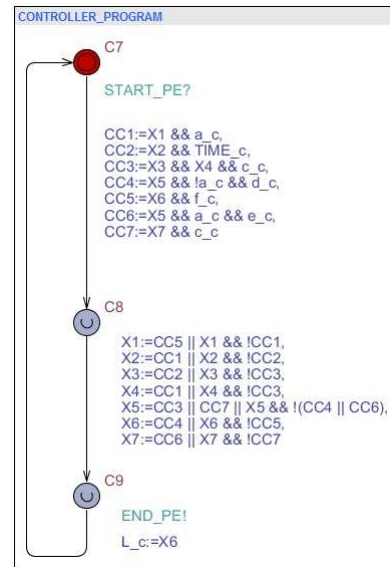 CONTROLLER_PROGRAM
C7
START_PE?
CC1:=X1 && a_c,
CC2:=X2 && TIME_c,
CC3:=X3 && X4 && c_c,
CC4:=X5 && !a_c && d_c,
CC5:=X6 && f_c,
CC6:=X5 && a_c && e_c,
CC7:=X7 && c_c
C8
X1:=CC5 || X1 && !CC1,
X2:=CC1 || X2 && !CC2,
X3:=CC2 || X3 && !CC3,
X4:=CC1 || X4 && !CC3,
X5:=CC3 || CC7 || X5 && !(CC4 || CC6),
X6:=CC4 || X6 && !CC5,
X7:=CC6 || X7 && !CC7
C9
END_PE!
L_c:=X6